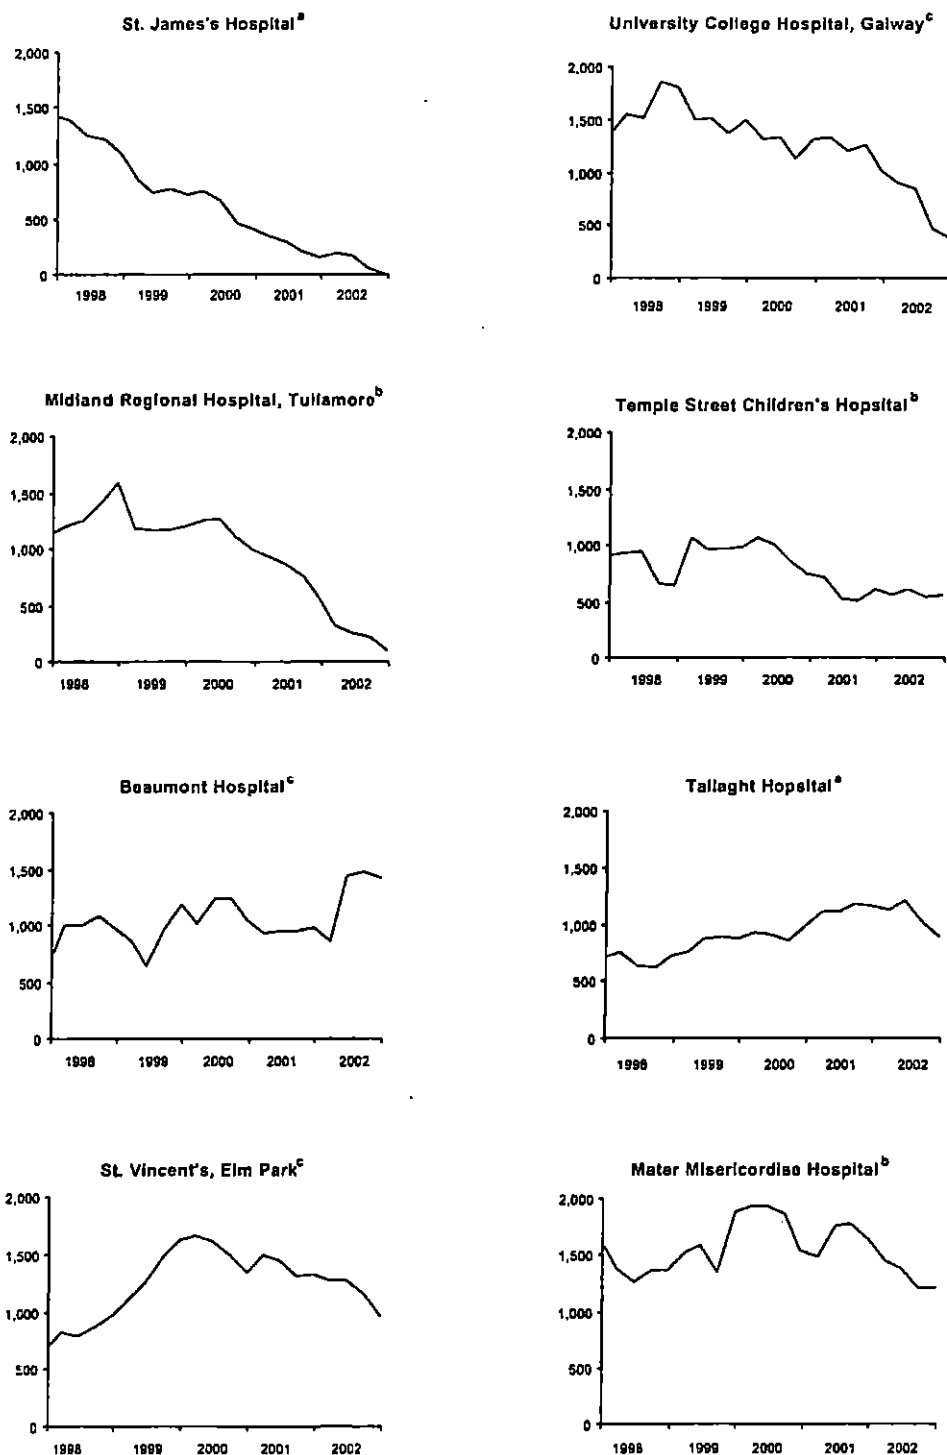 St. James's Hospital a
2,000
1,500
1,000
500
0
1998 1999 2000 2001 2002
University College Hospital, Galway c
2,000
1,500
1,000
500
0
1998 1999 2000 2001 2002
Midland Regional Hospital, Tullamore b
2,000
1,500
1,000
500
0
1998 1999 2000 2001 2002
Temple Street Children's Hopsital b
2,000
1,500
1,000
500
0
1998 1999 2000 2001 2002
Beaumont Hospital c
2,000
1,500
1,000
500
0
1998 1999 2000 2001 2002
Tallaght Hopsital a
2,000
1,500
1,000
500
0
1998 1999 2000 2001 2002
St. Vincent's, Elm Park c
2,000
1,500
1,000
500
0
1998 1999 2000 2001 2002
Mater Misericordiae Hospital b
2,000
1,500
1,000
500
0
1998 1999 2000 2001 2002